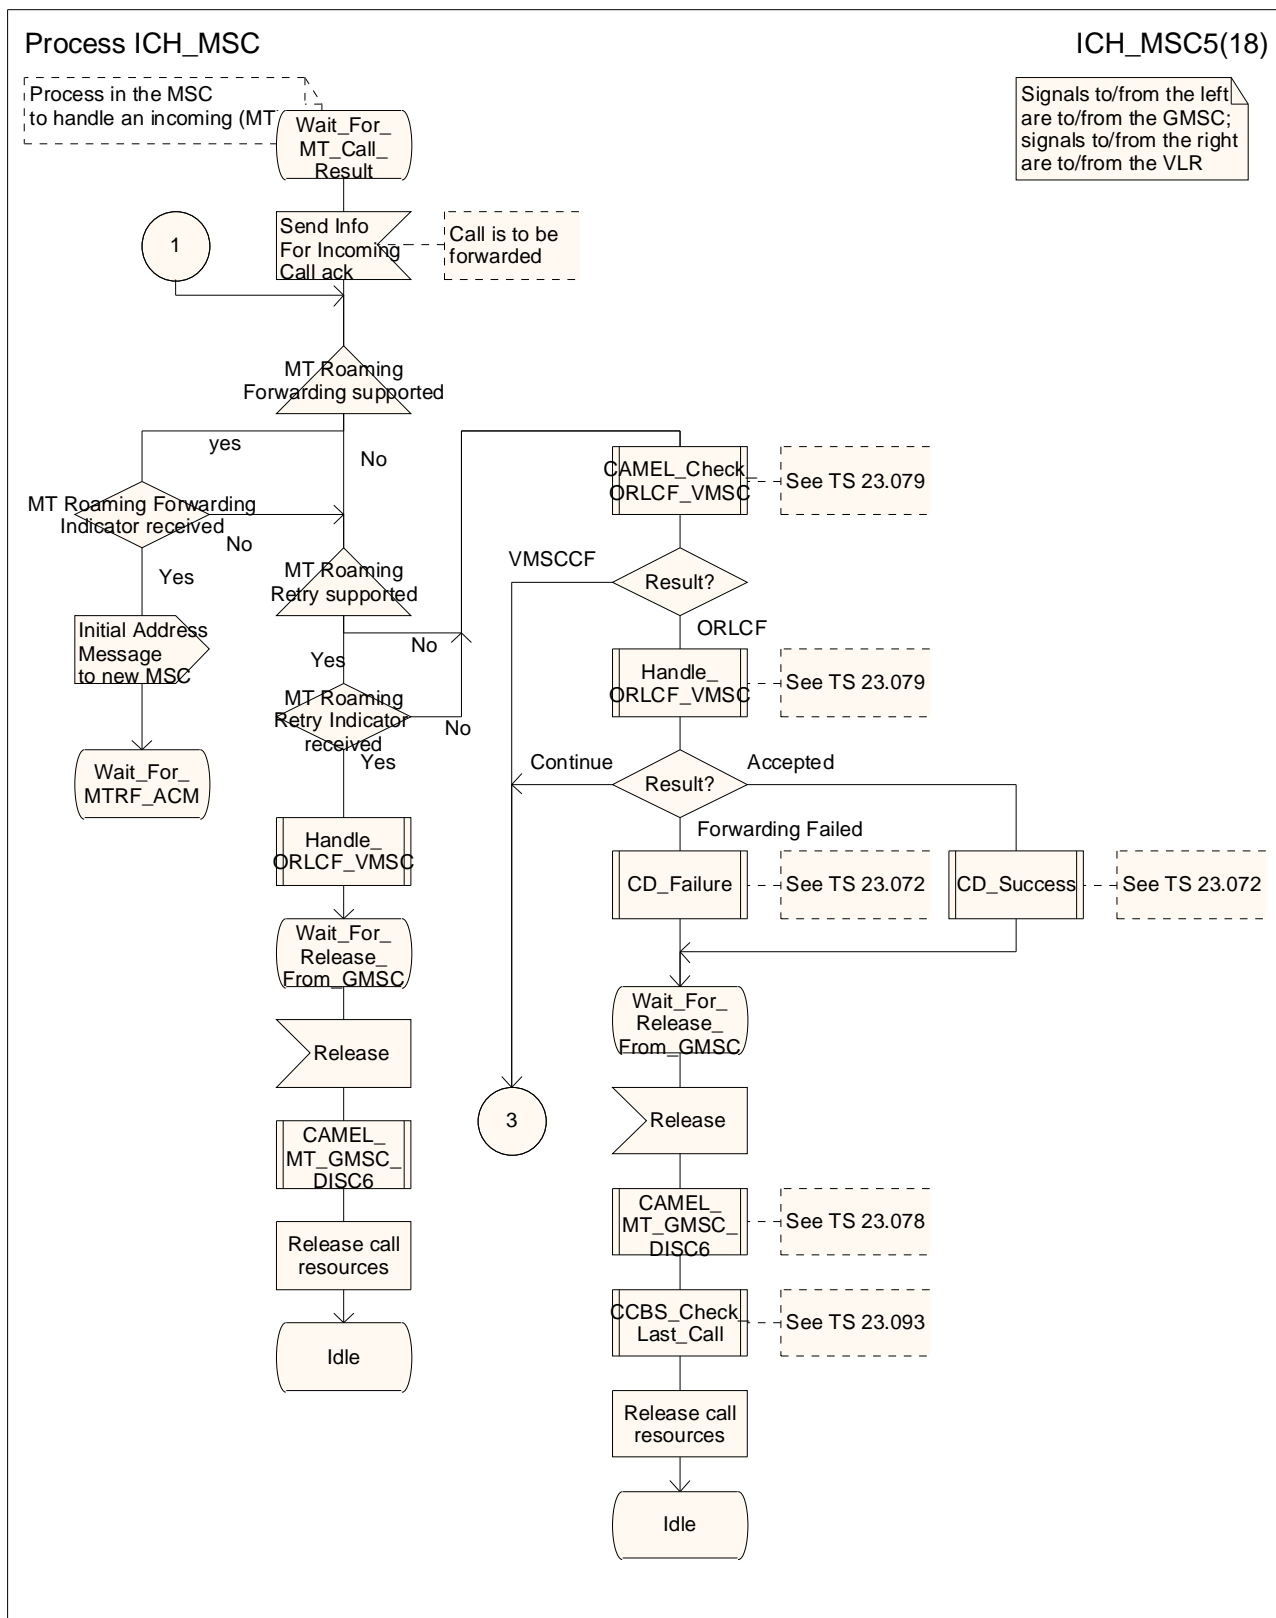 Process ICH_MSC
ICH_MSC5(18)
Process in the MSC
to handle an incoming (MT
Signals to/from the left
are to/from the GMSC;
signals to/from the right
are to/from the VLR
Wait_For_
MT_Call_
Result
1
Send Info
For Incoming
Call ack
Call is to be
forwarded
MT Roaming
Forwarding supported
yes
No
MT Roaming Forwarding
Indicator received
No
Yes
Initial Address
Message
to new MSC
Wait_For_
MTRF_ACM
MT Roaming
Retry supported
No
Yes
MT Roaming
Retry Indicator
received
No
Yes
Handle_
ORLCF_VMSC
Wait_For_
Release_
From_GMSC
Release
CAMEL_
MT_GMSC_
DISC6
Release call
resources
Idle
CAMEL_Check_
ORLCF_VMSC
See TS 23.079
VMSCCF
Result?
ORLCF
Handle_
ORLCF_VMSC
See TS 23.079
Continue
Result?
Accepted
Forwarding Failed
CD_Failure
See TS 23.072
CD_Success
See TS 23.072
Wait_For_
Release_
From_GMSC
3
Release
CAMEL_
MT_GMSC_
DISC6
See TS 23.078
CCBS_Check_
Last_Call
See TS 23.093
Release call
resources
Idle